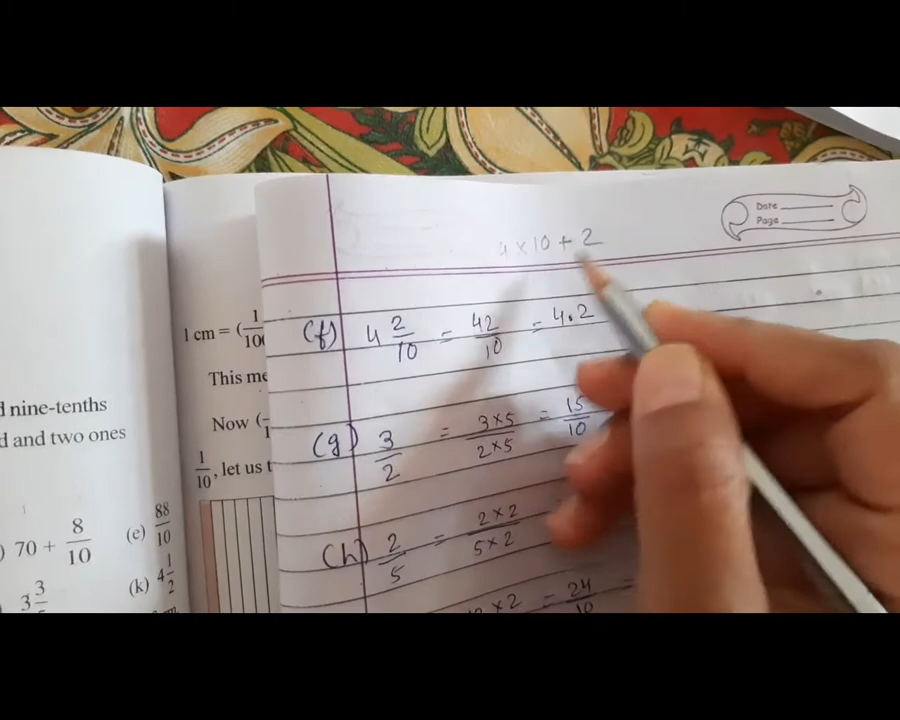 Date
Page
4 × 10 + 2
(f) 4 2/10 = 42/10 = 4.2
(g) 3/2 = 3×5/2×5 = 15/10
(h) 2/5 = 2×2/5×2
×2 = 24/10 =
1 cm = (1/100
This me
Now (
1/10, let us t
d nine-tenths
d and two ones
) 70 + 8/10 (e) 88/10
3 3/ (k) 4 1/2